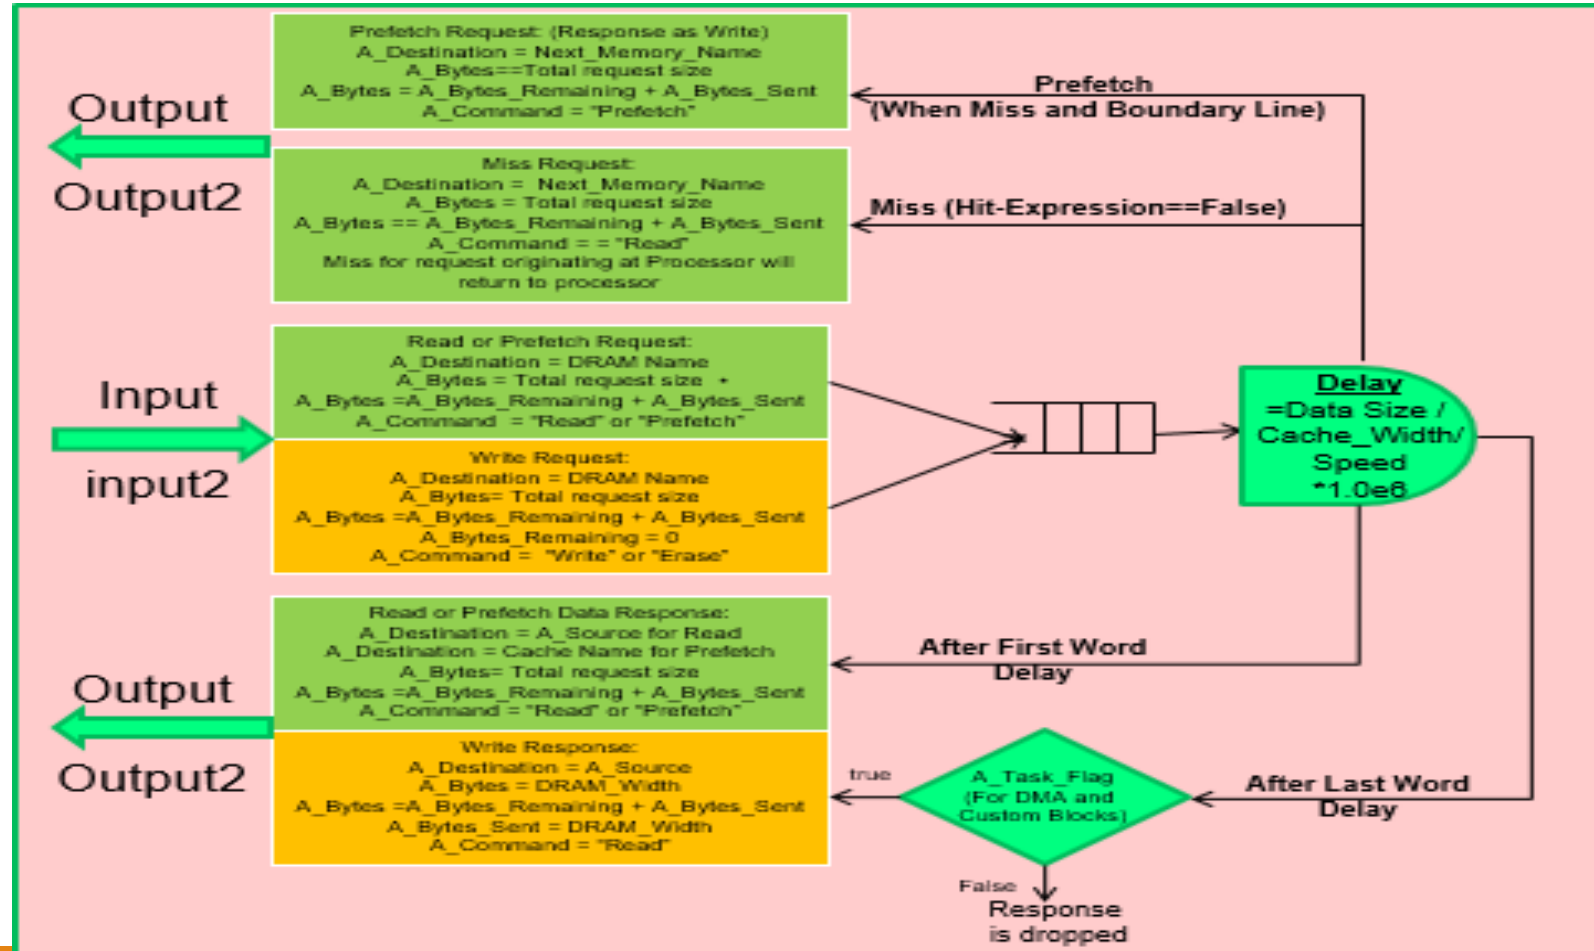 Prefetch Request: (Response as Write)
A_Destination = Next_Memory_Name
A_Bytes==Total request size
A_Bytes = A_Bytes_Remaining + A_Bytes_Sent
A_Command = "Prefetch"
Output
Output2
Prefetch
(When Miss and Boundary Line)
Miss Request:
A_Destination = Next_Memory_Name
A_Bytes = Total request size
A_Bytes == A_Bytes_Remaining + A_Bytes_Sent
A_Command = = "Read"
Miss for request originating at Processor will
return to processor
Miss (Hit-Expression==False)
Input
input2
Read or Prefetch Request:
A_Destination = DRAM Name
A_Bytes = Total request size *
A_Bytes =A_Bytes_Remaining + A_Bytes_Sent
A_Command = "Read" or "Prefetch"
Write Request:
A_Destination = DRAM Name
A_Bytes= Total request size
A_Bytes =A_Bytes_Remaining + A_Bytes_Sent
A_Bytes_Remaining = 0
A_Command = "Write" or "Erase"
Delay
=Data Size /
Cache_Width/
Speed
*1.0e6
Output
Output2
Read or Prefetch Data Response:
A_Destination = A_Source for Read
A_Destination = Cache Name for Prefetch
A_Bytes= Total request size
A_Bytes =A_Bytes_Remaining + A_Bytes_Sent
A_Command = "Read" or "Prefetch"
After First Word
Delay
Write Response:
A_Destination = A_Source
A_Bytes = DRAM_Width
A_Bytes =A_Bytes_Remaining + A_Bytes_Sent
A_Bytes_Sent = DRAM_Width
A_Command = "Read"
true
A_Task_Flag
(For DMA and
Custom Blocks)
After Last Word
Delay
False
Response
is dropped